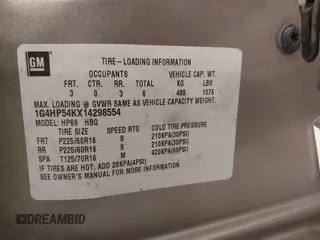 GM
TIRE-LOADING INFORMATION
OCCUPANTS VEHICLE CAP. WT.
FRT CTR RR TOTAL KG LBS
3 0 3 6 488 1076
MAX. LOADING @ GVWR SAME AS VEHICLE CAPACITY WEIGHT
1G4HP54KX14298554
MODEL: HP69 HBQ
TIRE SIZE SPEED RTG COLD TIRE PRESSURE
FRT P225/60R16 S 210KPA(30PSI)
RR P225/60R16 S 210KPA(30PSI)
SPA T125/70R16 M 420KPA(60PSI)
IF TIRES ARE HOT, ADD 28KPA(4PSI)
SEE OWNER'S MANUAL FOR MORE INFORMATION
DREAMBID